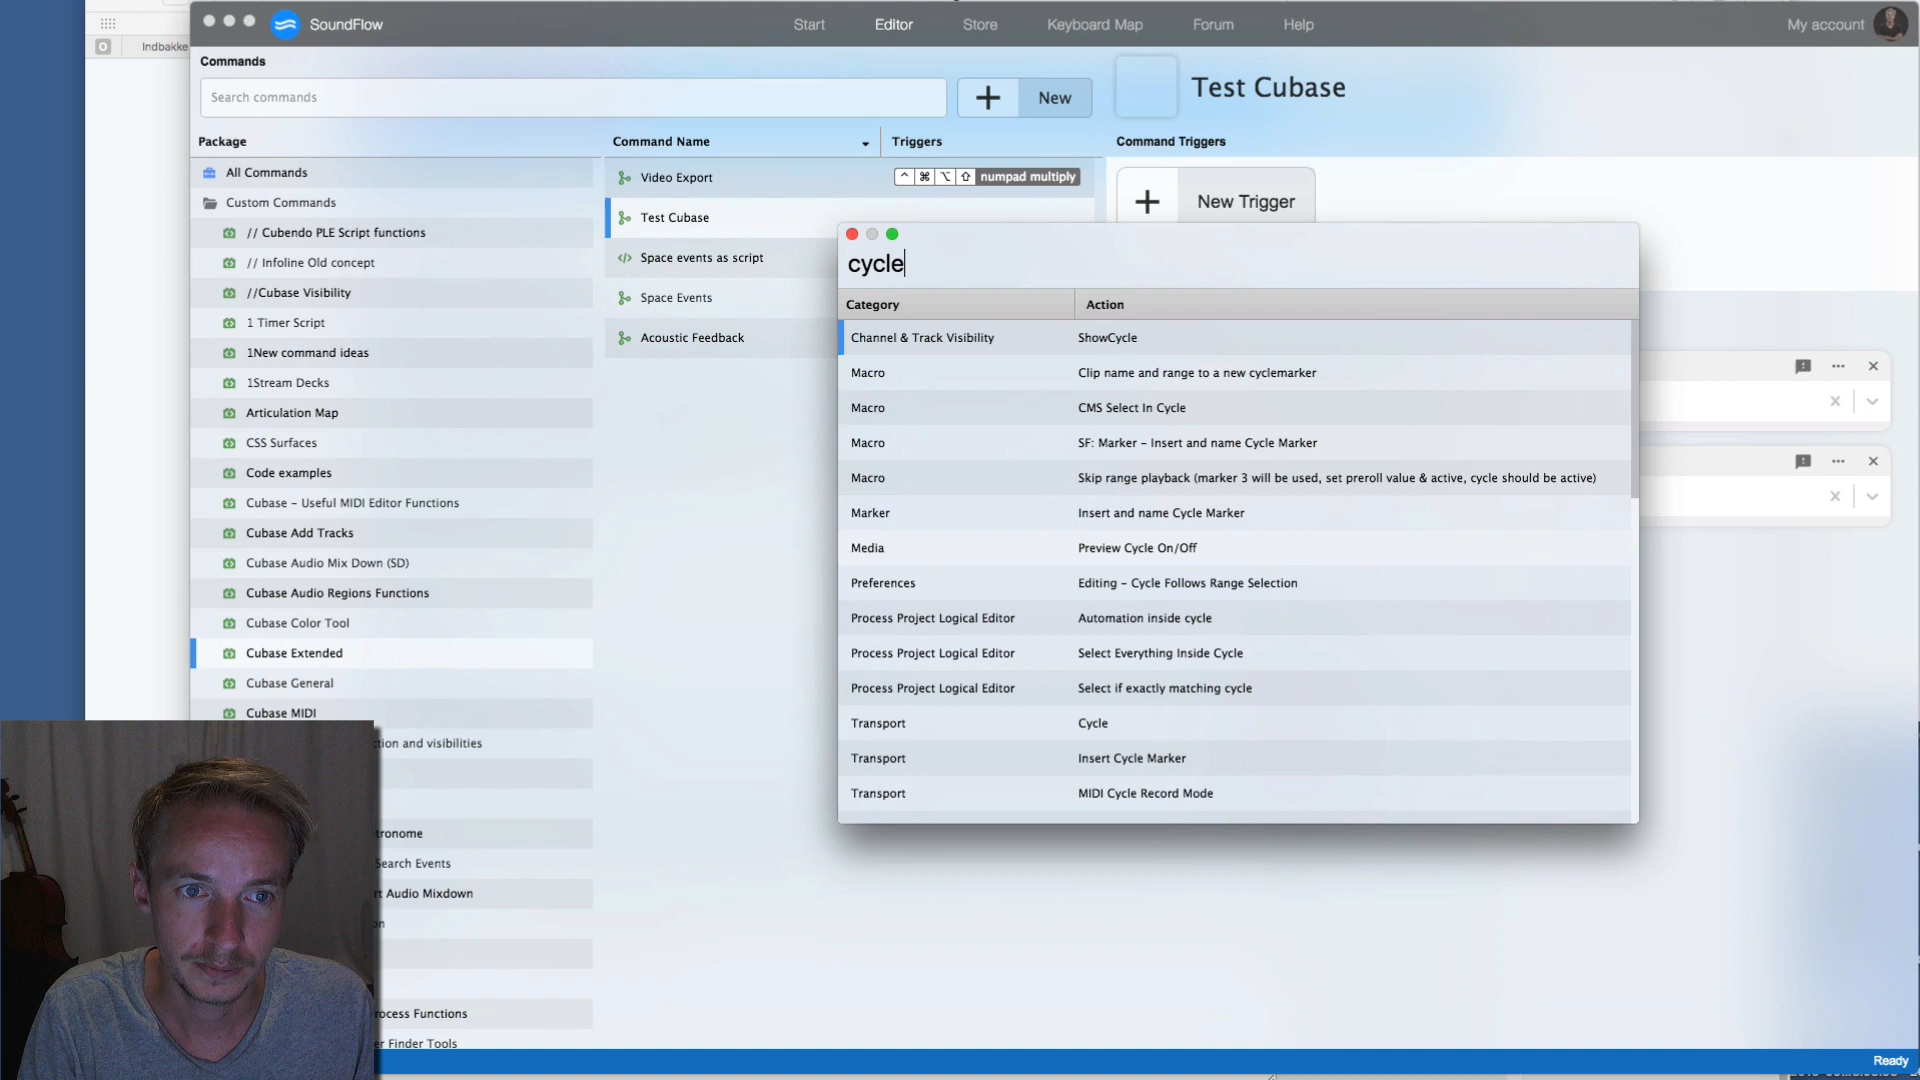 SoundFlow
Start
Editor
Store
Keyboard Map
Forum
Help
My account
Indbakke
Commands
Search commands
New
Test Cubase
Package
Command Name
Triggers
Command Triggers
All Commands
Custom Commands
// Cubendo PLE Script functions
// Infoline Old concept
//Cubase Visibility
1 Timer Script
1New command ideas
1Stream Decks
Articulation Map
CSS Surfaces
Code examples
Cubase - Useful MIDI Editor Functions
Cubase Add Tracks
Cubase Audio Mix Down (SD)
Cubase Audio Regions Functions
Cubase Color Tool
Cubase Extended
Cubase General
Cubase MIDI
ction and visibilities
tronome
Search Events
rt Audio Mixdown
on
rocess Functions
er Finder Tools
Video Export
^ ⌘ ⌥ ⇧ numpad multiply
Test Cubase
Space events as script
Space Events
Acoustic Feedback
New Trigger
cycle
Category Action
Channel & Track Visibility ShowCycle
Macro Clip name and range to a new cyclemarker
Macro CMS Select In Cycle
Macro SF: Marker - Insert and name Cycle Marker
Macro Skip range playback (marker 3 will be used, set preroll value & active, cycle should be active)
Marker Insert and name Cycle Marker
Media Preview Cycle On/Off
Preferences Editing - Cycle Follows Range Selection
Process Project Logical Editor Automation inside cycle
Process Project Logical Editor Select Everything Inside Cycle
Process Project Logical Editor Select if exactly matching cycle
Transport Cycle
Transport Insert Cycle Marker
Transport MIDI Cycle Record Mode
Ready